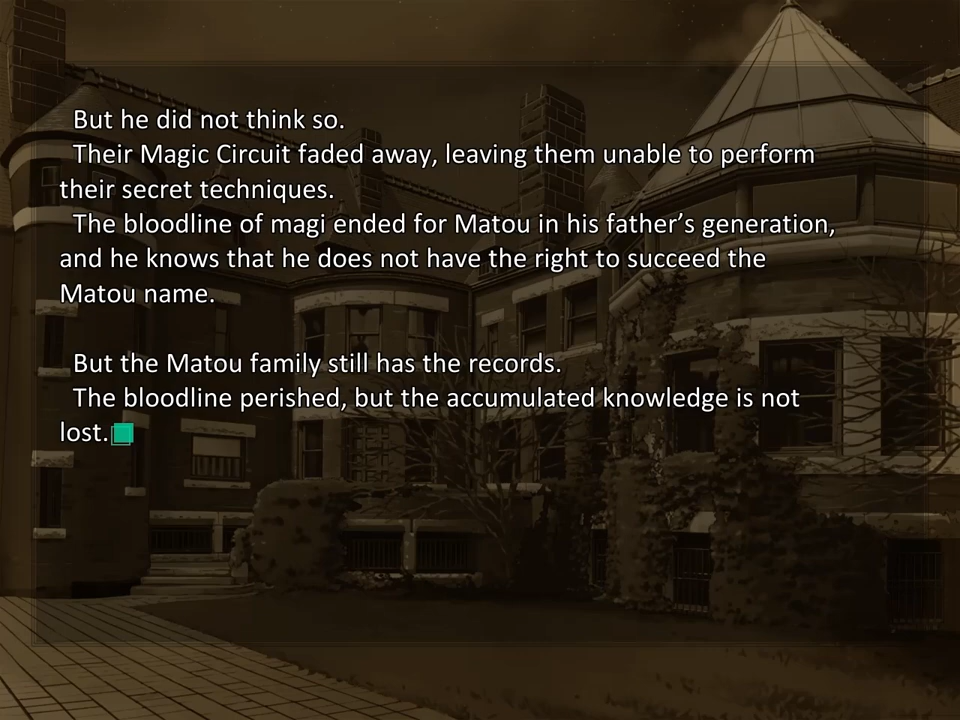 But he did not think so.
Their Magic Circuit faded away, leaving them unable to perform
their secret techniques.
The bloodline of magi ended for Matou in his father’s generation,
and he knows that he does not have the right to succeed the
Matou name.
But the Matou family still has the records.
The bloodline perished, but the accumulated knowledge is not
lost.